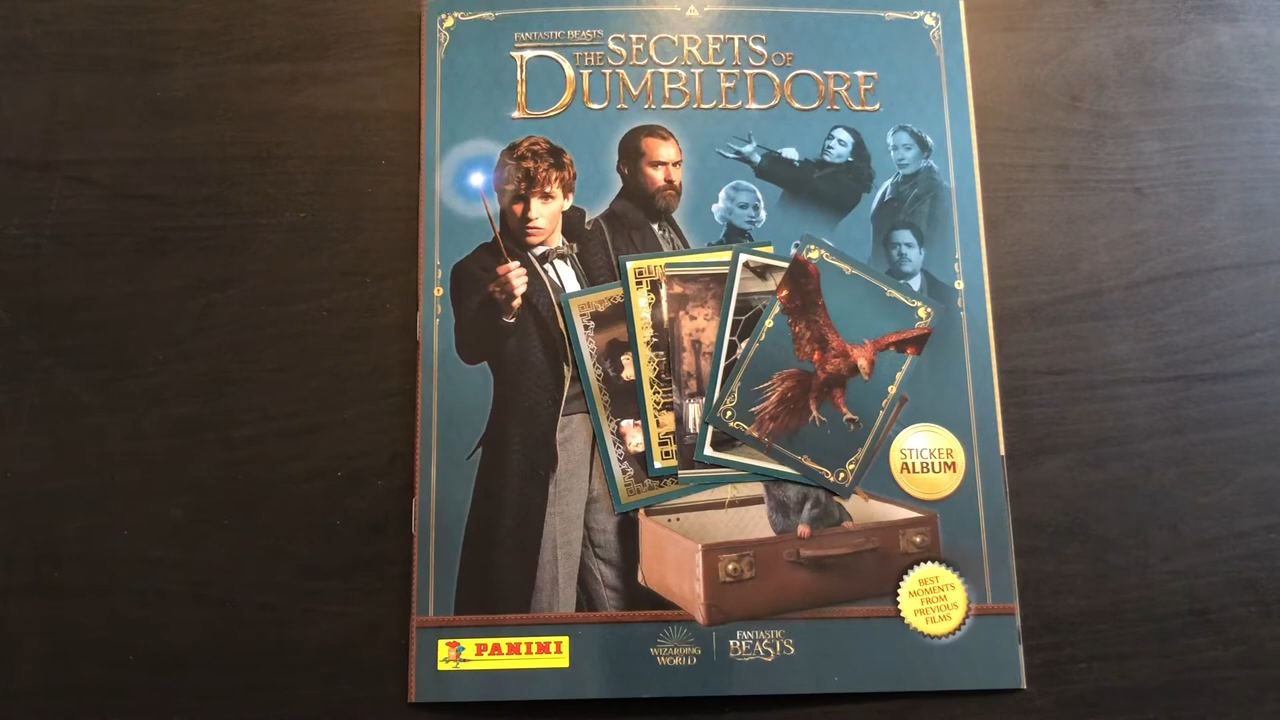 FANTASTIC BEASTS
THE SECRETS OF
DUMBLEDORE
STICKER
ALBUM
BEST
MOMENTS
FROM
PREVIOUS
FILMS
PANINI
WIZARDING
WORLD
FANTASTIC
BEASTS